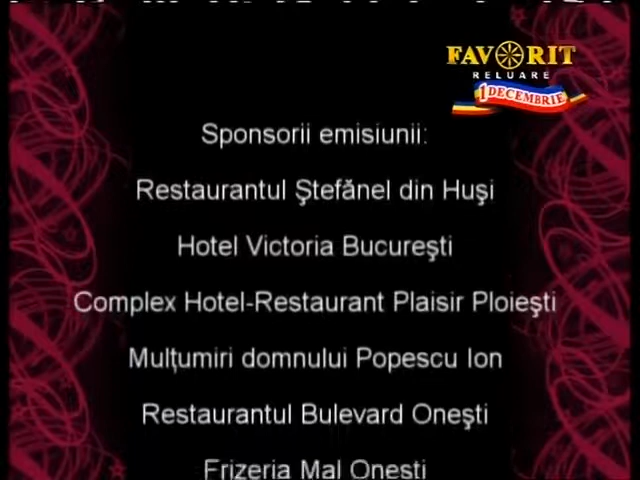 FAVORIT
RELUARE
1 DECEMBRIE
Sponsorii emisiunii:
Restaurantul Ştefănel din Huşi
Hotel Victoria Bucureşti
Complex Hotel-Restaurant Plaisir Ploieşti
Mulţumiri domnului Popescu Ion
Restaurantul Bulevard Oneşti
Frizeria Mal Onesti